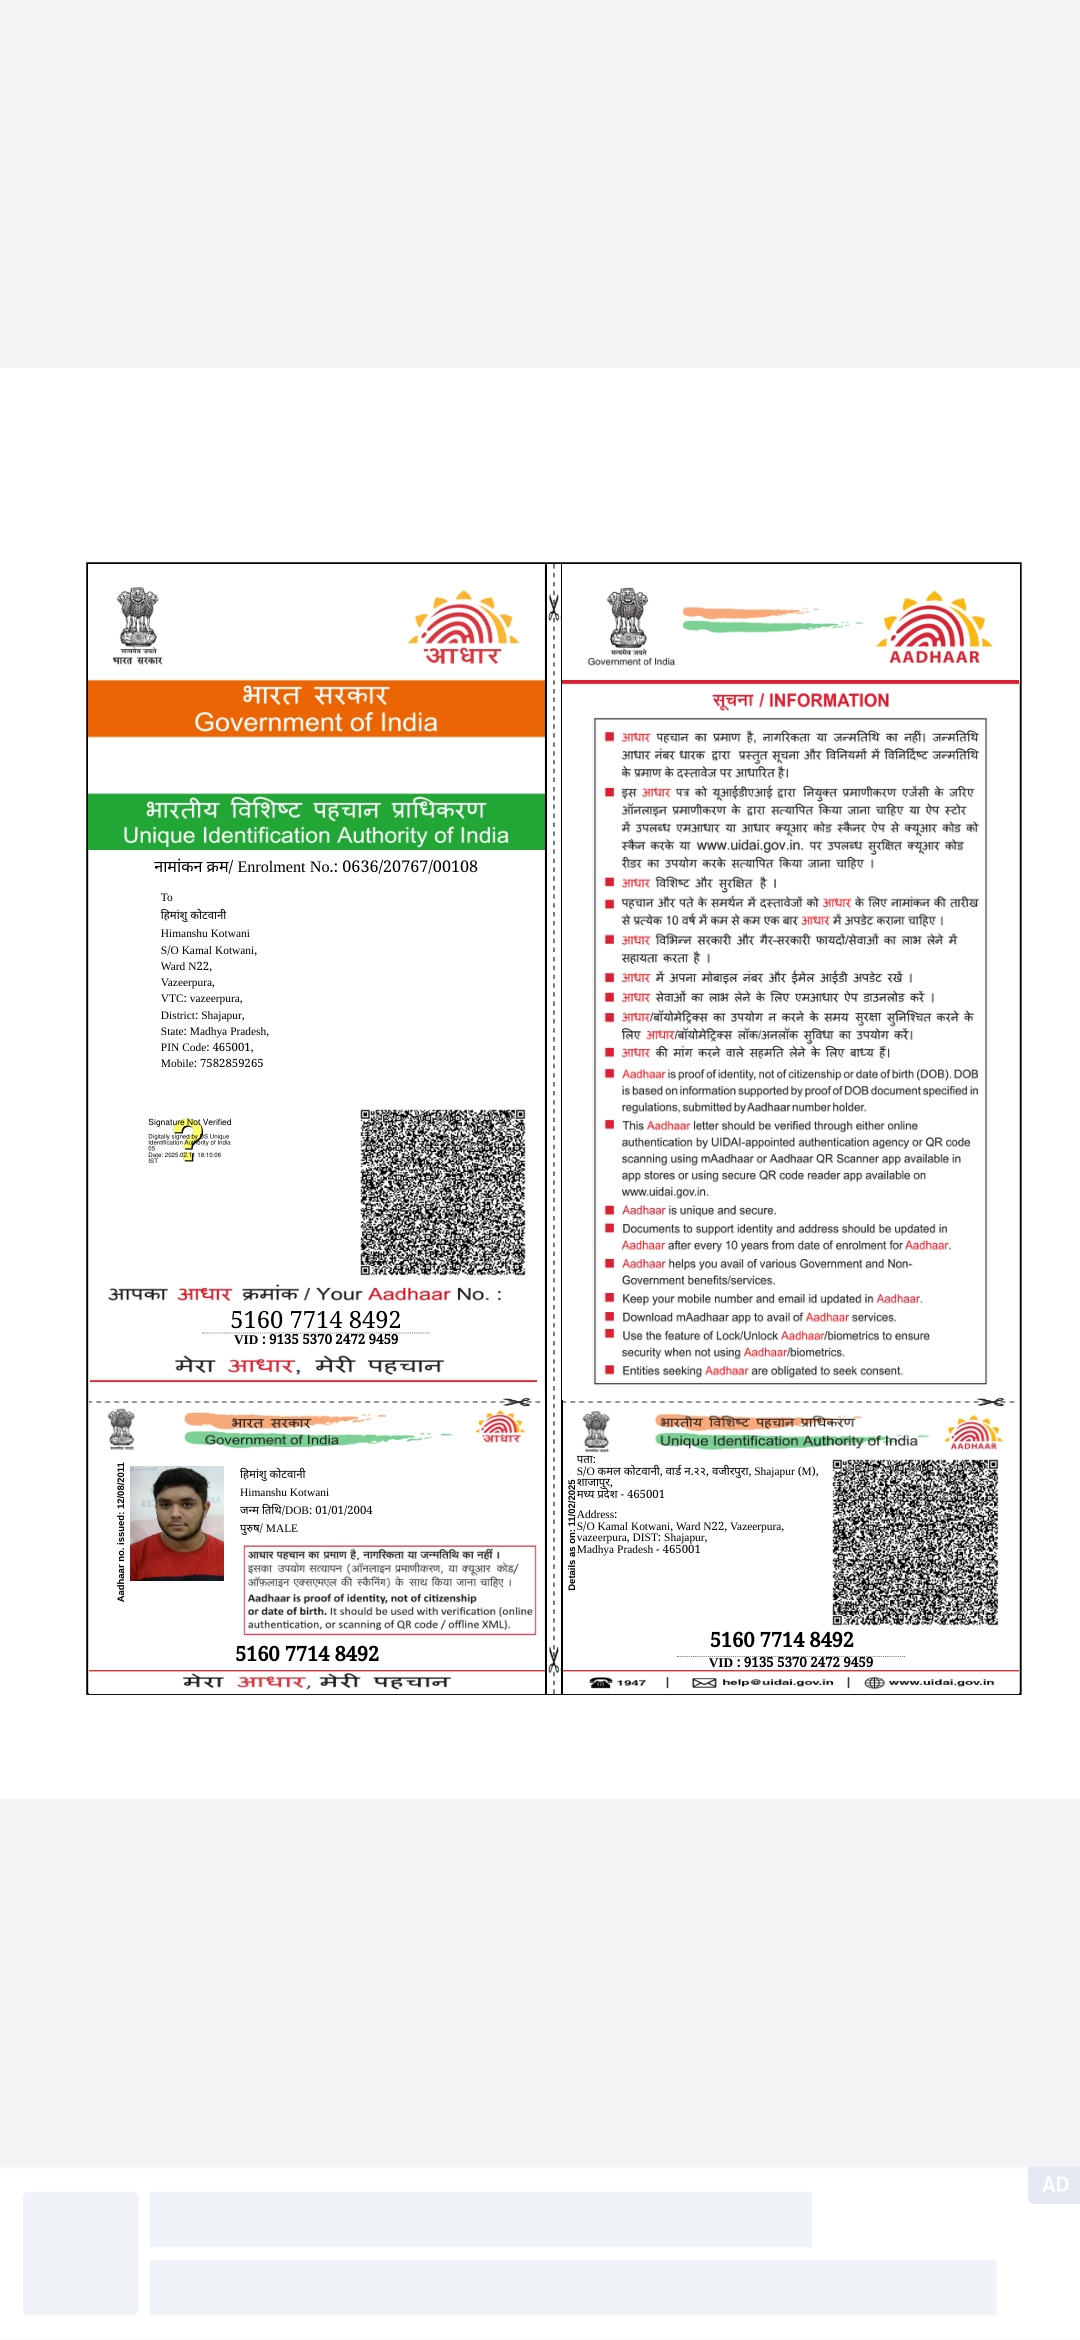 सत्यमेव जयते
भारत सरकार
आधार
भारत सरकार
Government of India
भारतीय विशिष्ट पहचान प्राधिकरण
Unique Identification Authority of India
नामांकन क्रम/ Enrolment No.: 0636/20767/00108
To
हिमांशु कोटवानी
Himanshu Kotwani
S/O Kamal Kotwani,
Ward N22,
Vazeerpura,
VTC: vazeerpura,
District: Shajapur,
State: Madhya Pradesh,
PIN Code: 465001,
Mobile: 7582859265
Signature Not Verified
Digitally signed by DS Unique
Identification Authority of India
05
Date: 2025.02.11 16:10:06
IST
आपका आधार क्रमांक / Your Aadhaar No. :
5160 7714 8492
VID : 9135 5370 2472 9459
मेरा आधार, मेरी पहचान
सत्यमेव जयते
Government of India
AADHAAR
सूचना / INFORMATION
आधार पहचान का प्रमाण है, नागरिकता या जन्मतिथि का नहीं। जन्मतिथि
आधार नंबर धारक द्वारा प्रस्तुत सूचना और विनियमों में विनिर्दिष्ट जन्मतिथि
के प्रमाण के दस्तावेज पर आधारित है।
इस आधार पत्र को यूआईडीएआई द्वारा नियुक्त प्रमाणीकरण एजेंसी के जरिए
ऑनलाइन प्रमाणीकरण के द्वारा सत्यापित किया जाना चाहिए या ऐप स्टोर
में उपलब्ध एमआधार या आधार क्यूआर कोड स्कैनर ऐप से क्यूआर कोड को
स्कैन करके या www.uidai.gov.in. पर उपलब्ध सुरक्षित क्यूआर कोड
रीडर का उपयोग करके सत्यापित किया जाना चाहिए ।
आधार विशिष्ट और सुरक्षित है ।
पहचान और पते के समर्थन में दस्तावेजों को आधार के लिए नामांकन की तारीख
से प्रत्येक 10 वर्ष में कम से कम एक बार आधार में अपडेट कराना चाहिए ।
आधार विभिन्न सरकारी और गैर-सरकारी फायदों/सेवाओं का लाभ लेने में
सहायता करता है ।
आधार में अपना मोबाइल नंबर और ईमेल आईडी अपडेट रखें ।
आधार सेवाओं का लाभ लेने के लिए एमआधार ऐप डाउनलोड करें ।
आधार/बॉयोमेट्रिक्स का उपयोग न करने के समय सुरक्षा सुनिश्चित करने के
लिए आधार/बॉयोमेट्रिक्स लॉक/अनलॉक सुविधा का उपयोग करें।
आधार की मांग करने वाले सहमति लेने के लिए बाध्य हैं।
Aadhaar is proof of identity, not of citizenship or date of birth (DOB). DOB
is based on information supported by proof of DOB document specified in
regulations, submitted by Aadhaar number holder.
This Aadhaar letter should be verified through either online
authentication by UIDAI-appointed authentication agency or QR code
scanning using mAadhaar or Aadhaar QR Scanner app available in
app stores or using secure QR code reader app available on
www.uidai.gov.in.
Aadhaar is unique and secure.
Documents to support identity and address should be updated in
Aadhaar after every 10 years from date of enrolment for Aadhaar.
Aadhaar helps you avail of various Government and Non-
Government benefits/services.
Keep your mobile number and email id updated in Aadhaar.
Download mAadhaar app to avail of Aadhaar services.
Use the feature of Lock/Unlock Aadhaar/biometrics to ensure
security when not using Aadhaar/biometrics.
Entities seeking Aadhaar are obligated to seek consent.
भारत सरकार
Government of India
आधार
Aadhaar no. issued: 12/08/2011
हिमांशु कोटवानी
Himanshu Kotwani
जन्म तिथि/DOB: 01/01/2004
पुरुष/ MALE
आधार पहचान का प्रमाण है, नागरिकता या जन्मतिथि का नहीं ।
इसका उपयोग सत्यापन (ऑनलाइन प्रमाणीकरण, या क्यूआर कोड/
ऑफ़लाइन एक्सएमएल की स्कैनिंग) के साथ किया जाना चाहिए ।
Aadhaar is proof of identity, not of citizenship
or date of birth. It should be used with verification (online
authentication, or scanning of QR code / offline XML).
5160 7714 8492
मेरा आधार, मेरी पहचान
भारतीय विशिष्ट पहचान प्राधिकरण
Unique Identification Authority of India
AADHAAR
Details as on: 11/02/2025
पता:
S/O कमल कोटवानी, वार्ड न.२२, वजीरपुरा, Shajapur (M),
शाजापुर,
मध्य प्रदेश - 465001
Address:
S/O Kamal Kotwani, Ward N22, Vazeerpura,
vazeerpura, DIST: Shajapur,
Madhya Pradesh - 465001
5160 7714 8492
VID : 9135 5370 2472 9459
1947 | help@uidai.gov.in | www.uidai.gov.in
AD